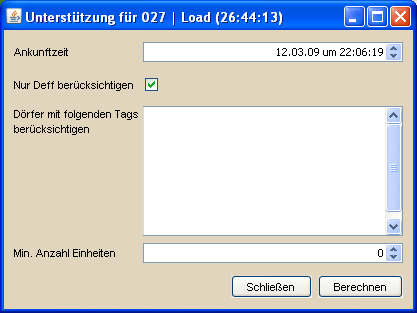 Unterstützung für 027 | Load (26:44:13)
Ankunftzeit
12.03.09 um 22:06:19
Nur Deff berücksichtigen
Dörfer mit folgenden Tags
berücksichtigen
Min. Anzahl Einheiten
0
Schließen
Berechnen